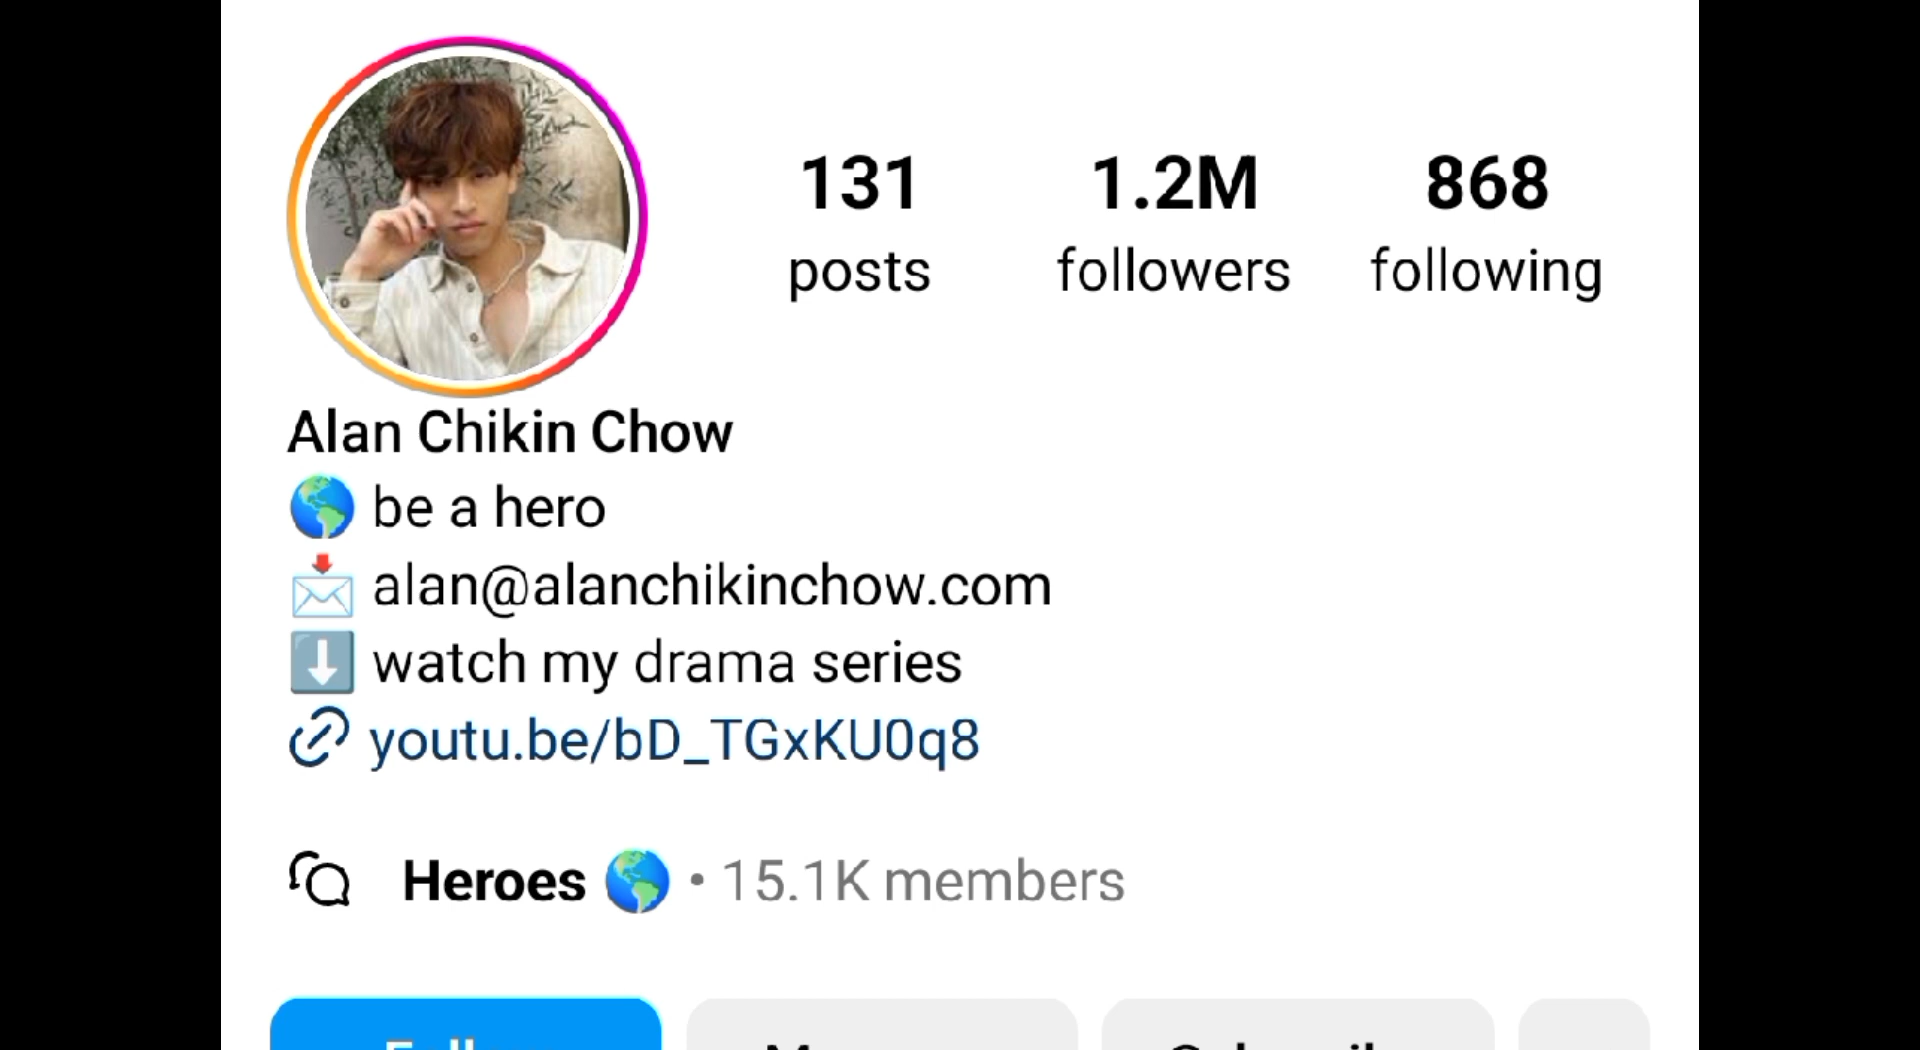 131 1.2M 868
posts followers following
Alan Chikin Chow
be a hero
alan@alanchikinchow.com
watch my drama series
youtu.be/bD_TGxKU0q8
Heroes • 15.1K members